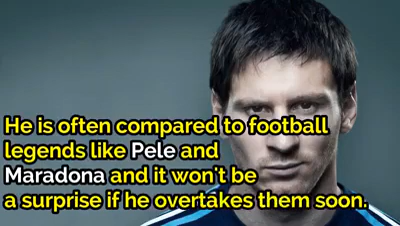 He is often compared to football
legends like Pele and
Maradona and it won't be
a surprise if he overtakes them soon.